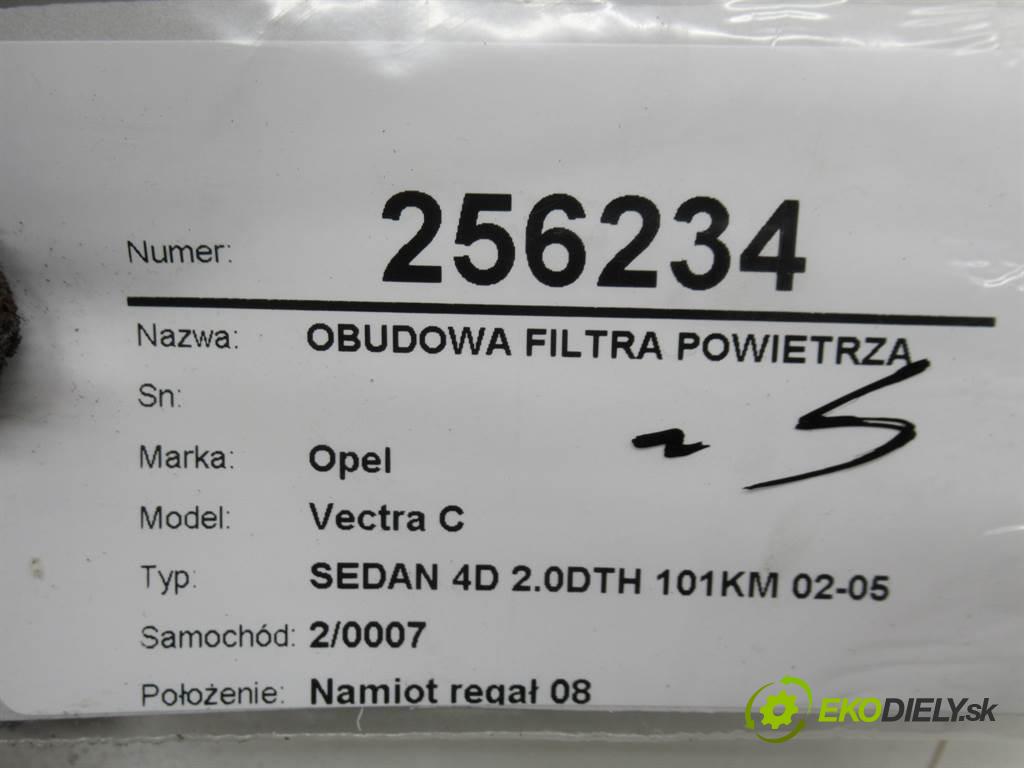 Numer: 256234
Nazwa: OBUDOWA FILTRA POWIETRZA
Sn:
Marka: Opel
Model: Vectra C
Typ: SEDAN 4D 2.0DTH 101KM 02-05
Samochód: 2/0007
Położenie: Namiot regał 08
EKODIELY.sk